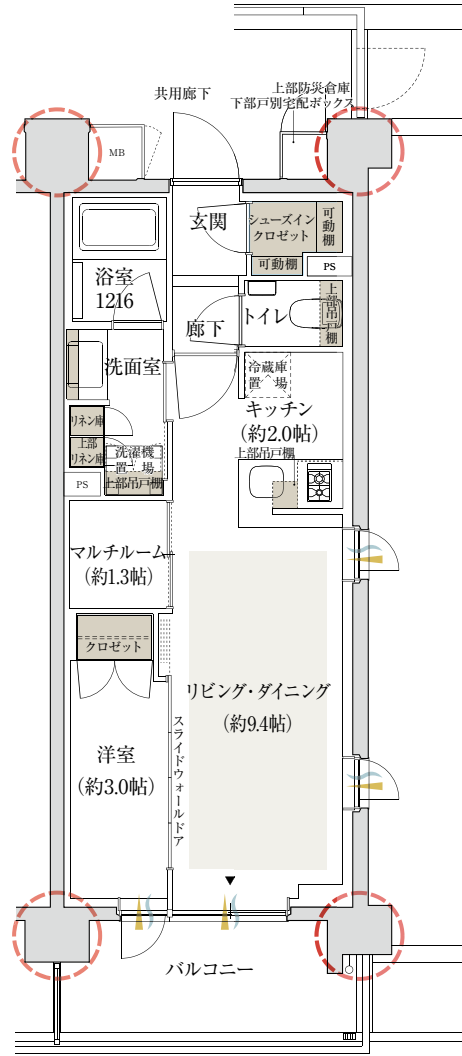 共用廊下
上部防災倉庫
下部戸別宅配ボックス
MB
玄関
シューズイン
クロゼット
可動棚
可動棚
PS
浴室
1216
トイレ
上部吊戸棚
廊下
洗面室
冷蔵庫
置場
キッチン
(約2.0帖)
上部吊戸棚
リネン庫
上部
リネン庫
洗濯機
置場
上部吊戸棚
PS
マルチルーム
(約1.3帖)
クロゼット
リビング・ダイニング
(約9.4帖)
スライドウォールドア
洋室
(約3.0帖)
バルコニー